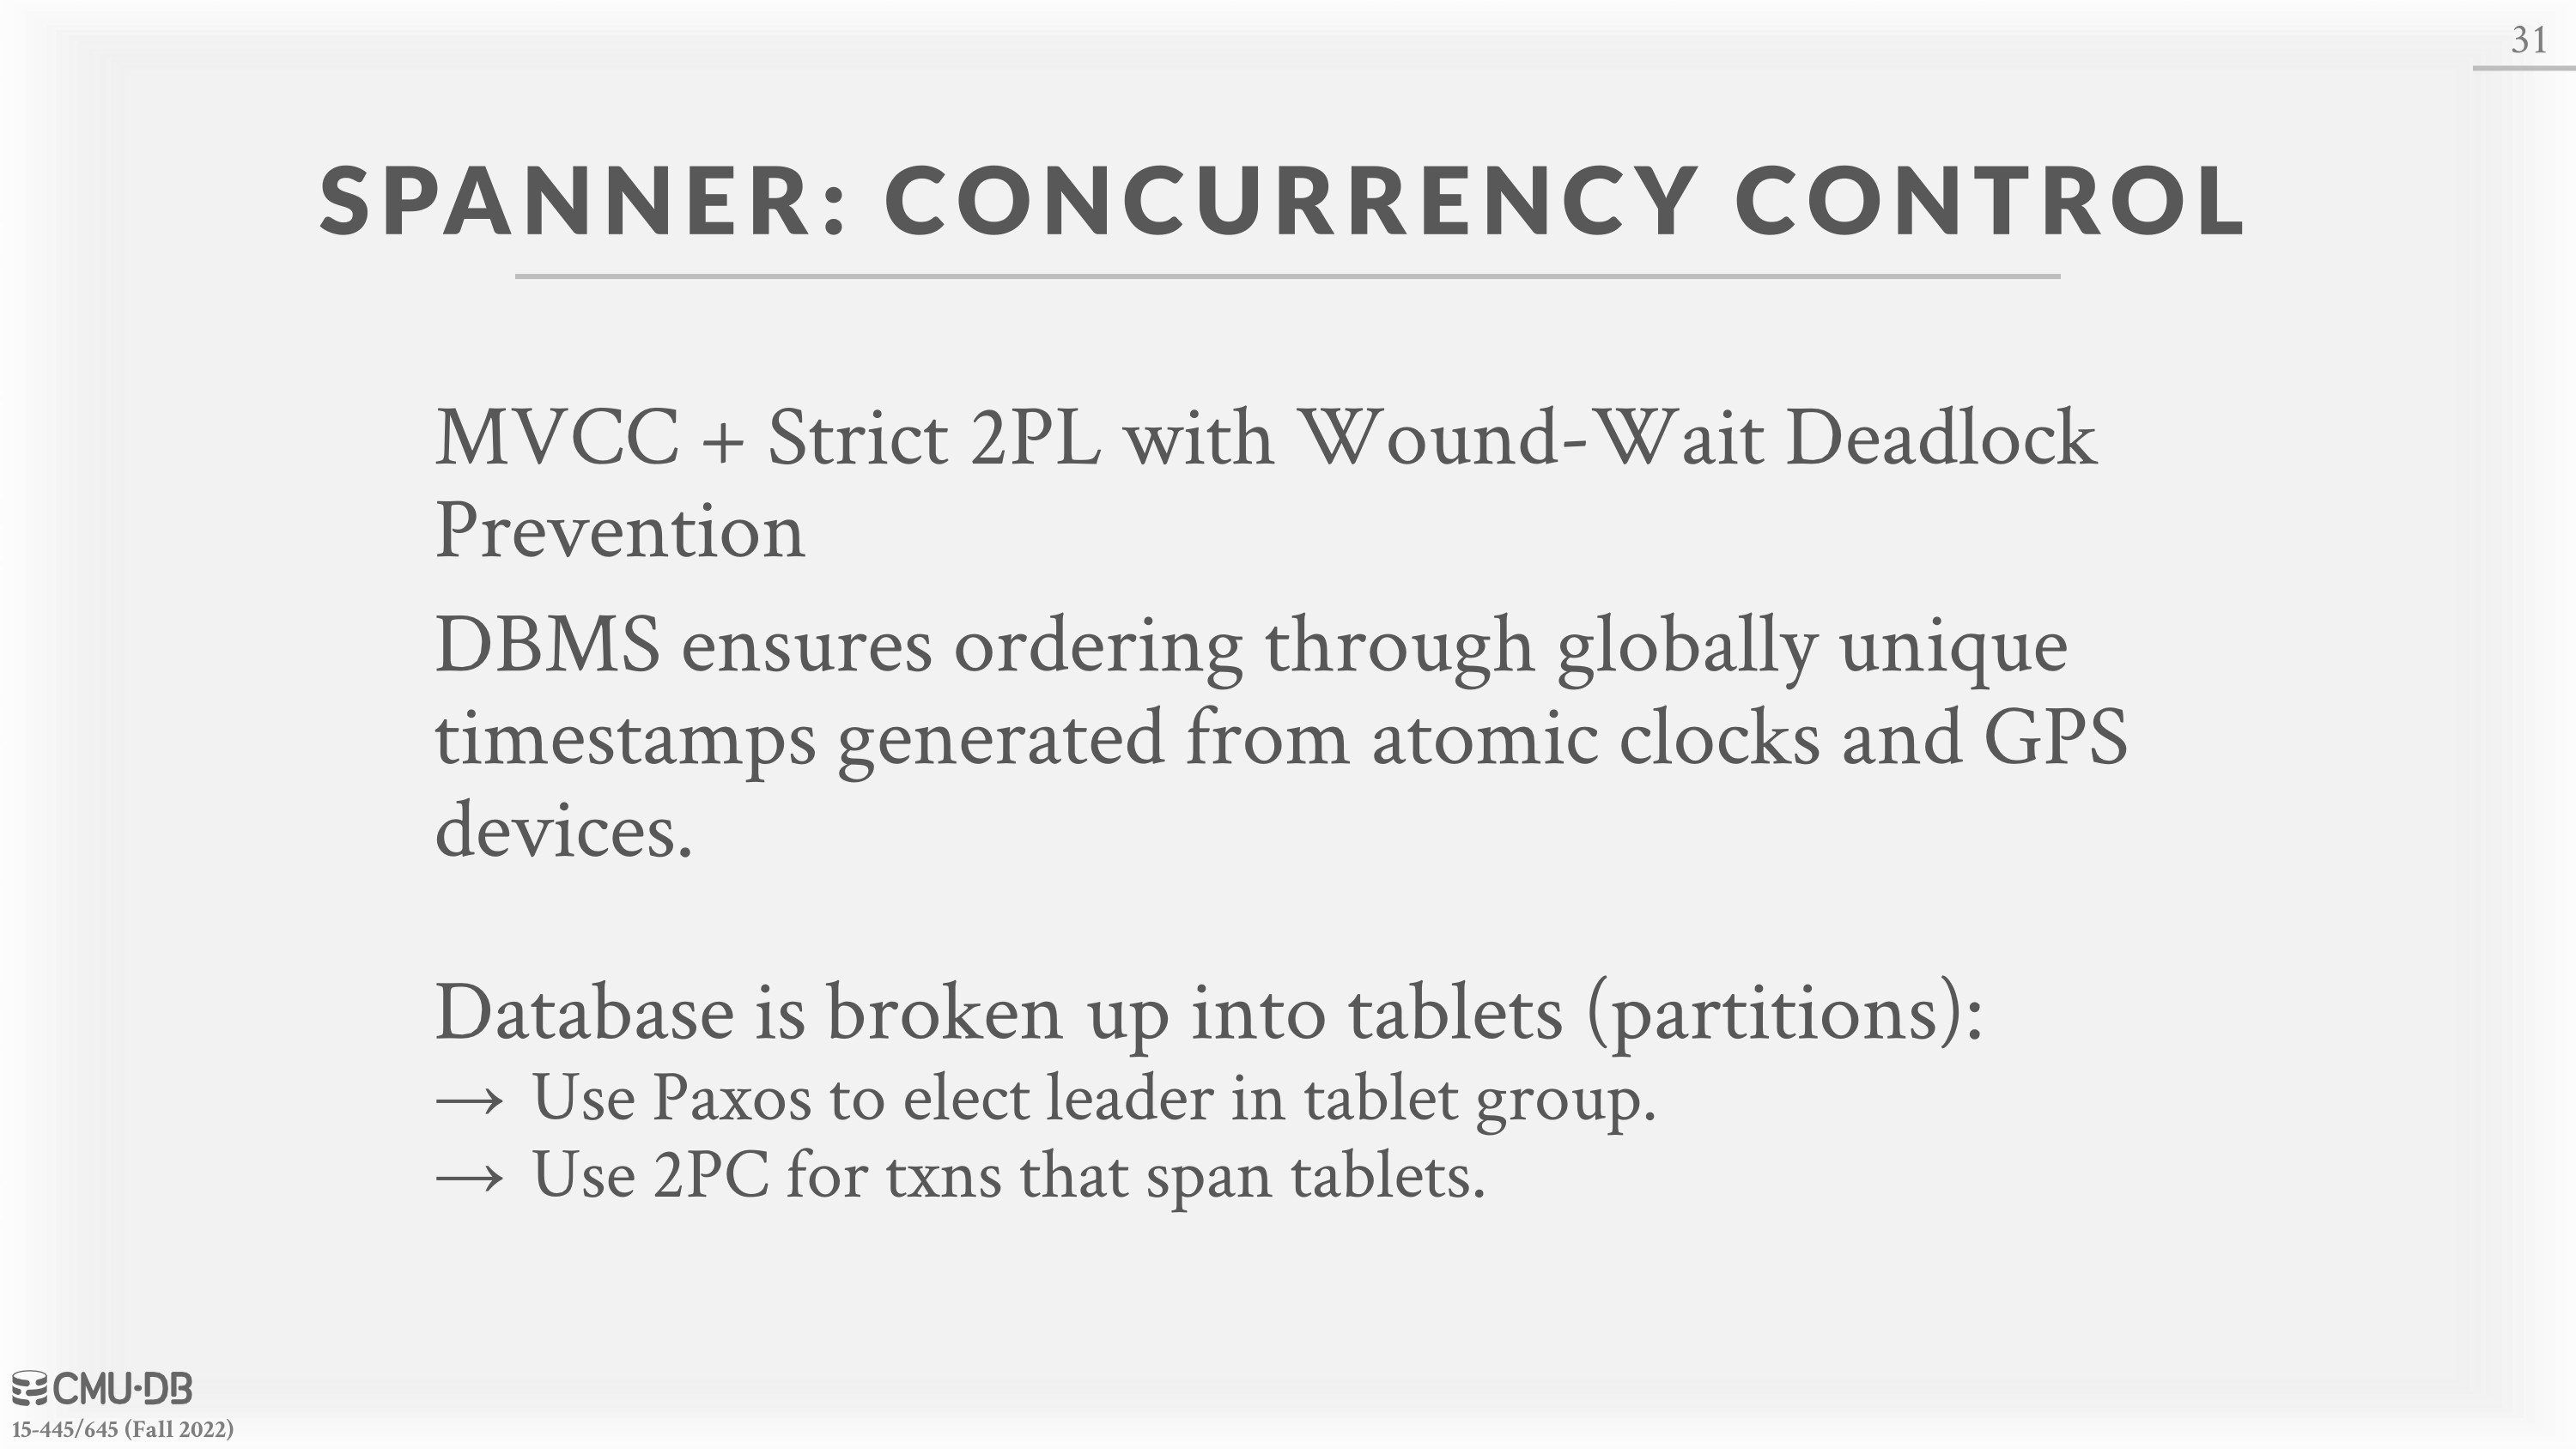 31
SPANNER: CONCURRENCY CONTROL
MVCC + Strict 2PL with Wound-Wait Deadlock
Prevention
DBMS ensures ordering through globally unique
timestamps generated from atomic clocks and GPS
devices.
Database is broken up into tablets (partitions):
→ Use Paxos to elect leader in tablet group.
→ Use 2PC for txns that span tablets.
CMU·DB
15-445/645 (Fall 2022)